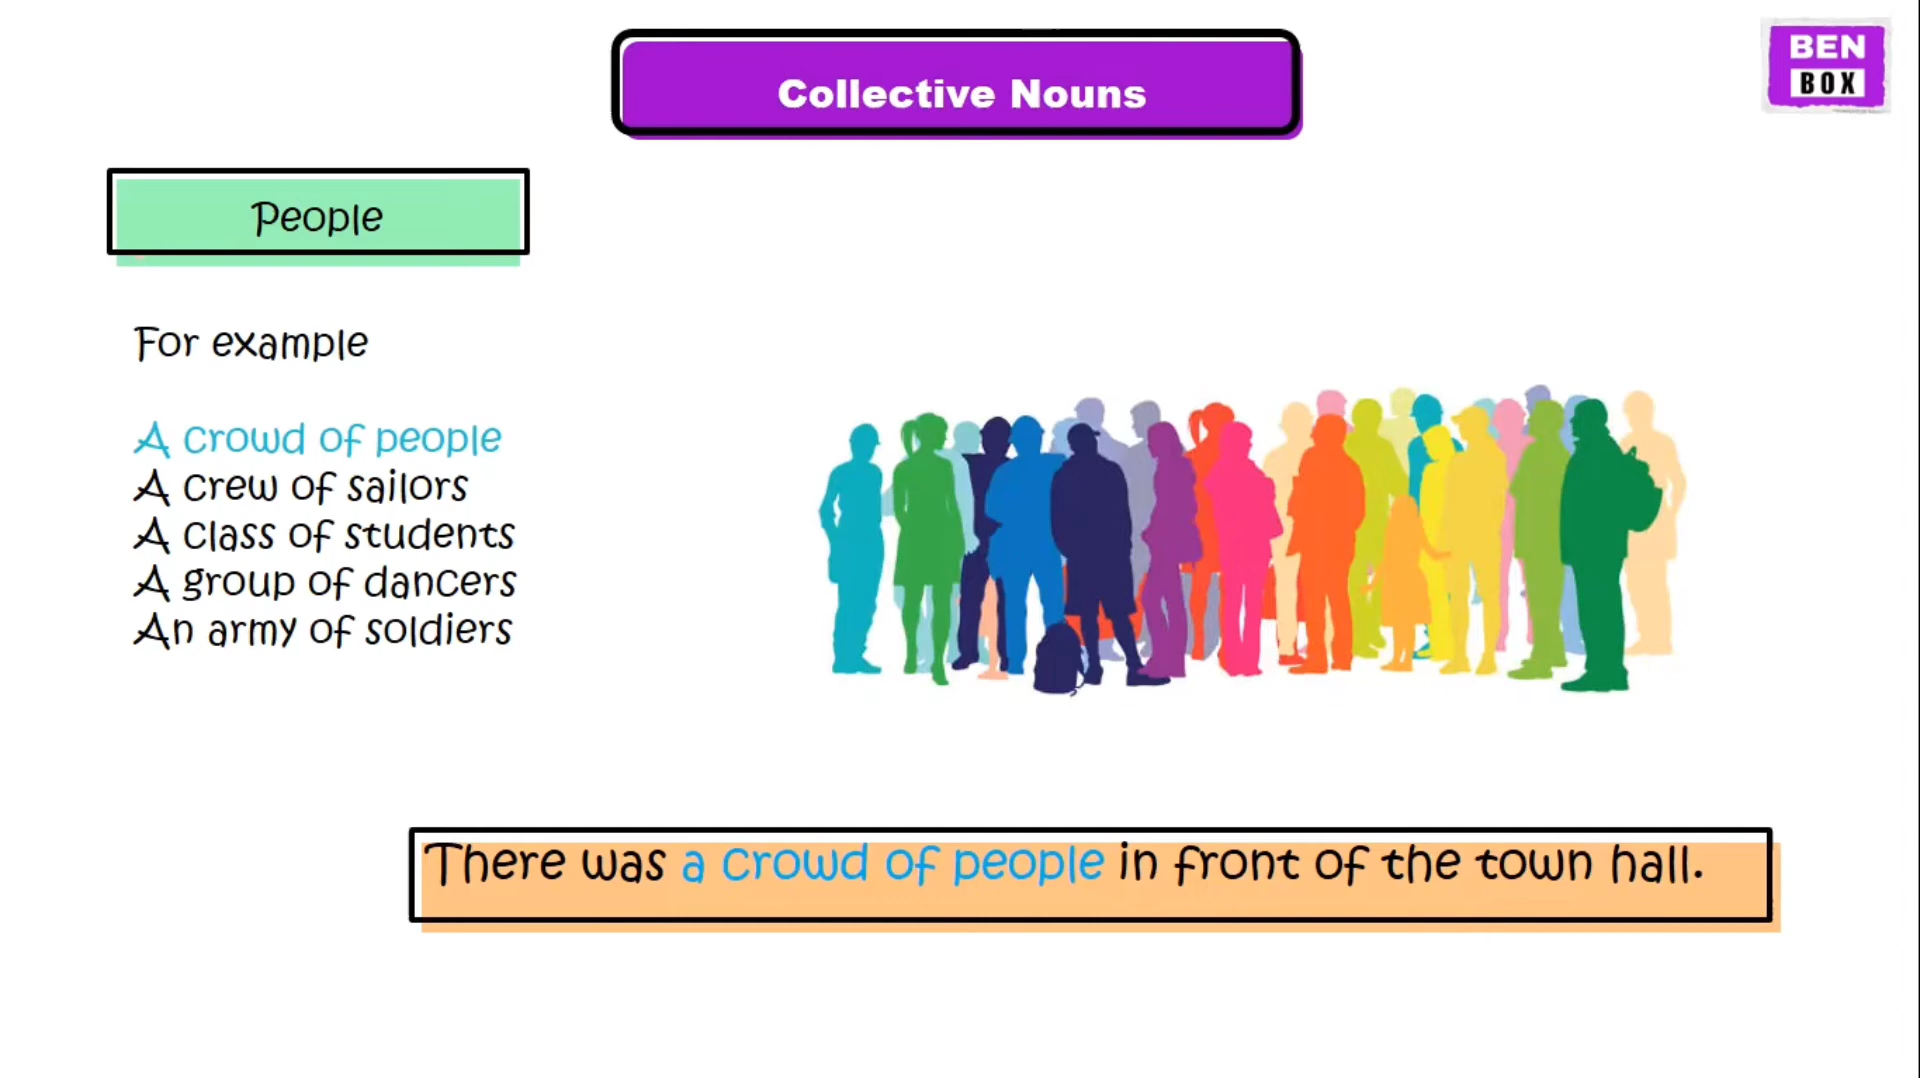 Collective Nouns
BEN
BOX
People
For example
A crowd of people
A crew of sailors
A class of students
A group of dancers
An army of soldiers
There was a crowd of people in front of the town hall.